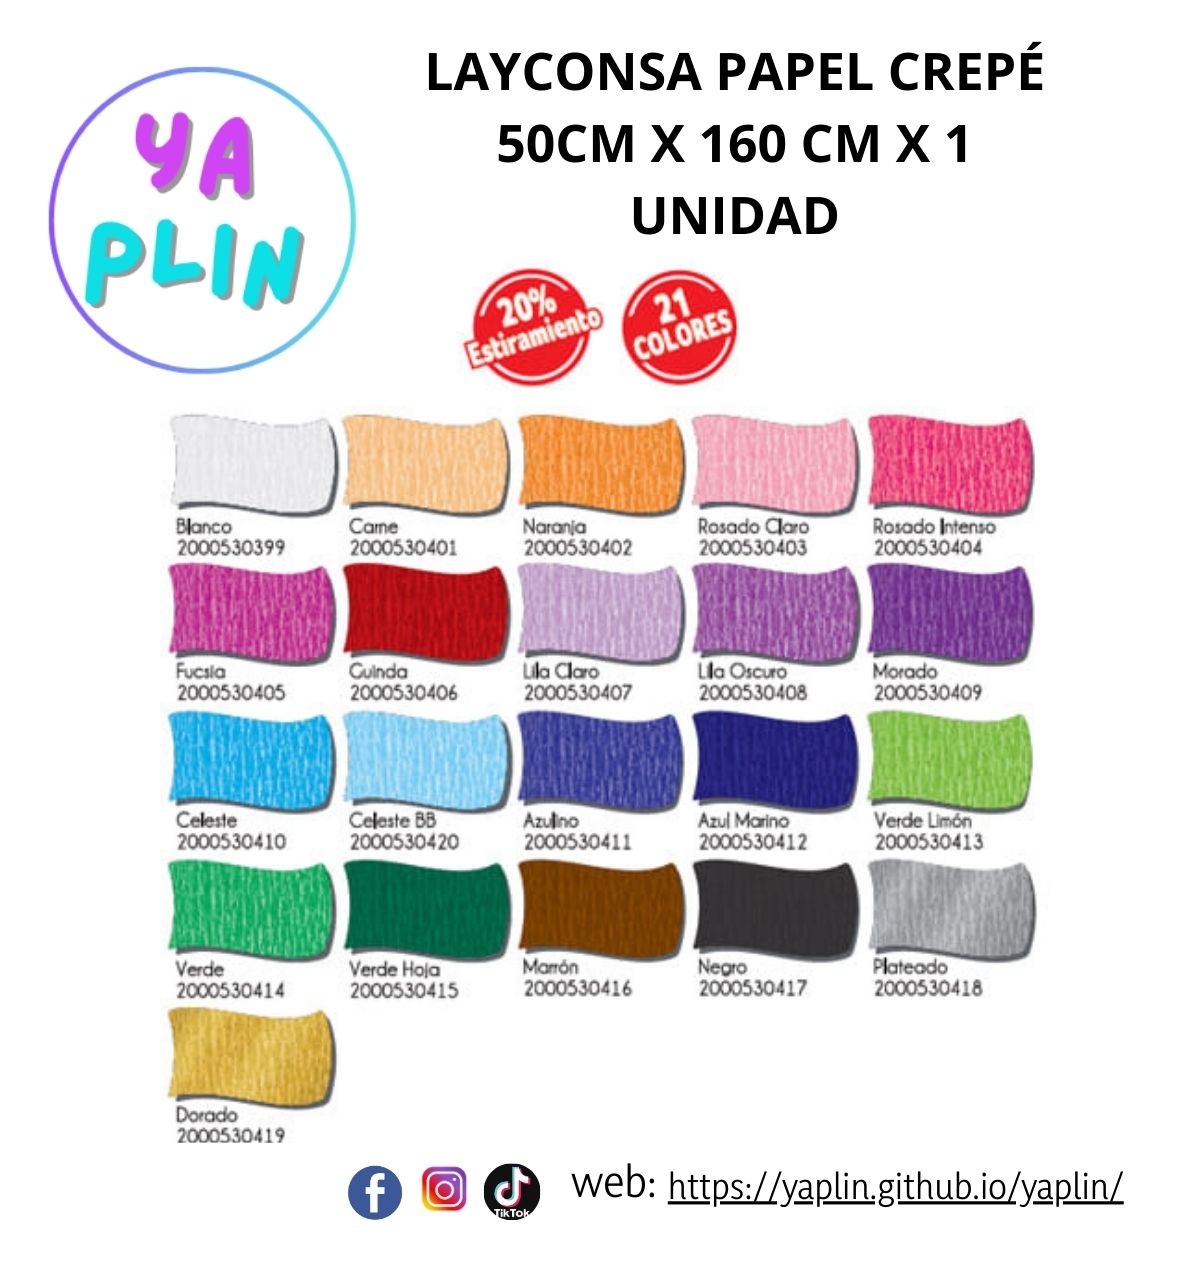 YA
PLIN
LAYCONSA PAPEL CREPÉ
50CM X 160 CM X 1
UNIDAD
20%
Estiramiento
21
COLORES
Blanco
2000530399
Carne
2000530401
Naranja
2000530402
Rosado Claro
2000530403
Rosado Intenso
2000530404
Fucsia
2000530405
Guinda
2000530406
Lila Claro
2000530407
Lila Oscuro
2000530408
Morado
2000530409
Celeste
2000530410
Celeste BB
2000530420
Azulino
2000530411
Azul Marino
2000530412
Verde Limón
2000530413
Verde
2000530414
Verde Hoja
2000530415
Marrón
2000530416
Negro
2000530417
Plateado
2000530418
Dorado
2000530419
TikTok
web: https://yaplin.github.io/yaplin/